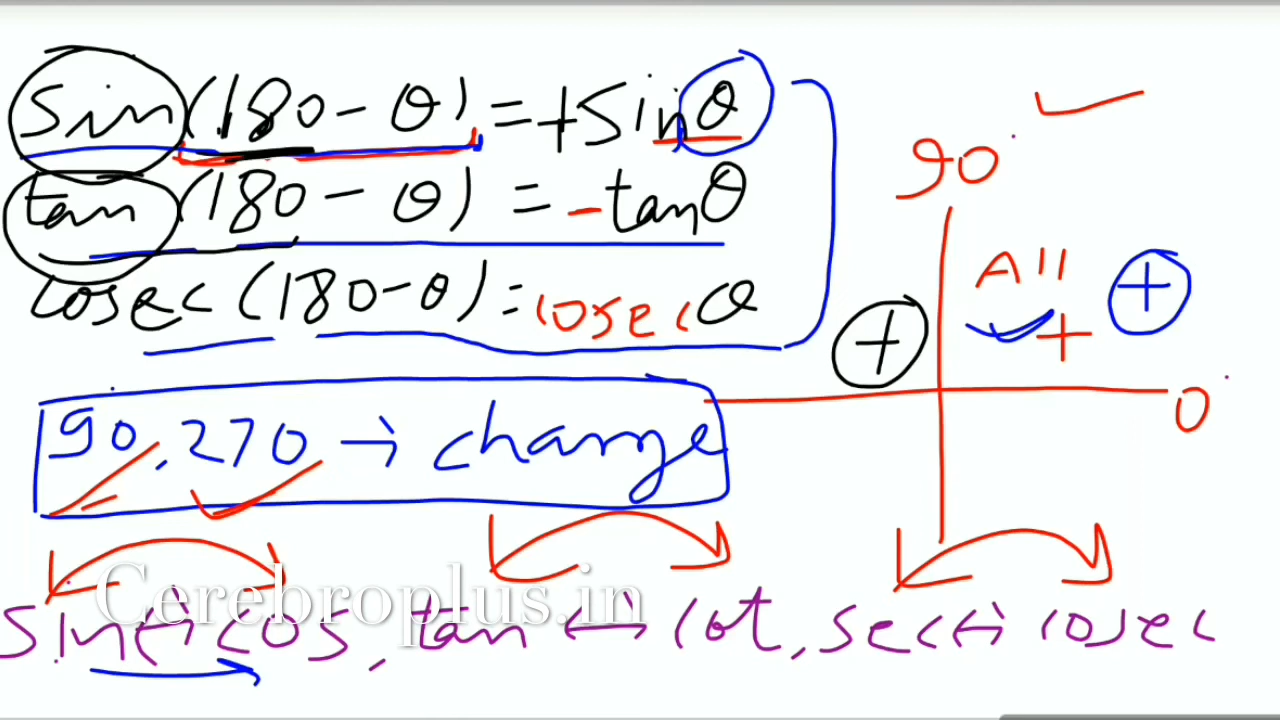 sin(180-θ)=+sinθ
tan(180-θ)=-tanθ
cosec(180-θ)=cosecθ
90
All
+
+
+
0
90,270→change
Cerebroplus.in
sin↔cos, tan↔cot, sec↔cosec